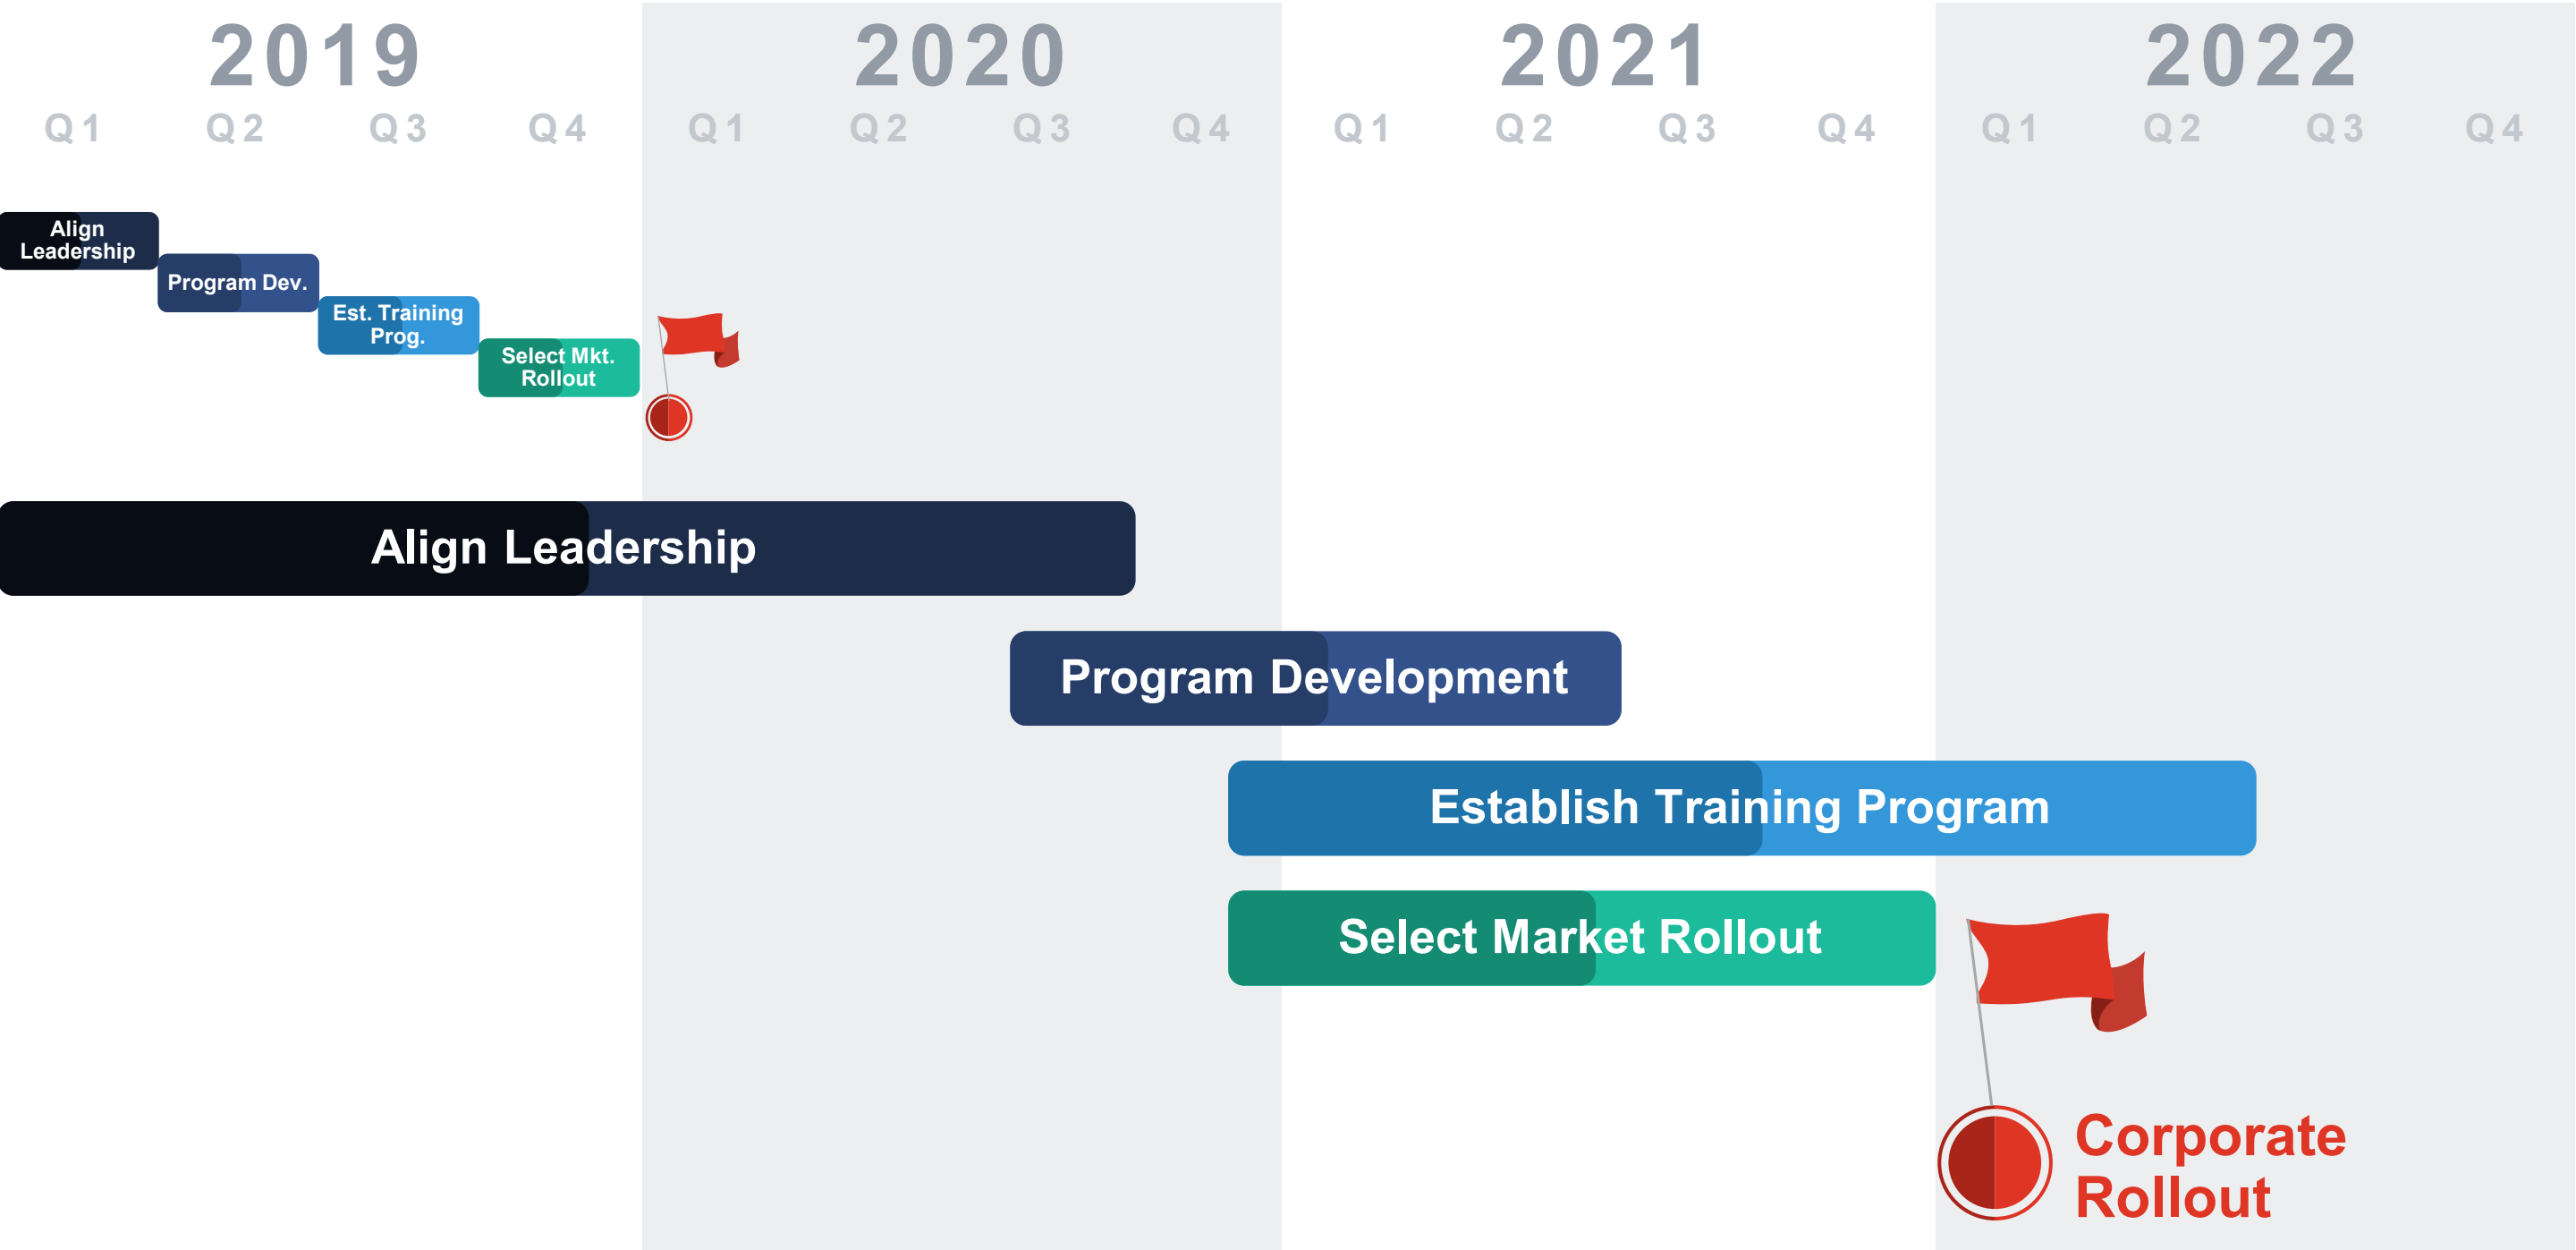 2019 2020 2021 2022
Q1 Q2 Q3 Q4 Q1 Q2 Q3 Q4 Q1 Q2 Q3 Q4 Q1 Q2 Q3 Q4
Align
Leadership
Program Dev.
Est. Training
Prog.
Select Mkt.
Rollout
Align Leadership
Program Development
Establish Training Program
Select Market Rollout
Corporate
Rollout